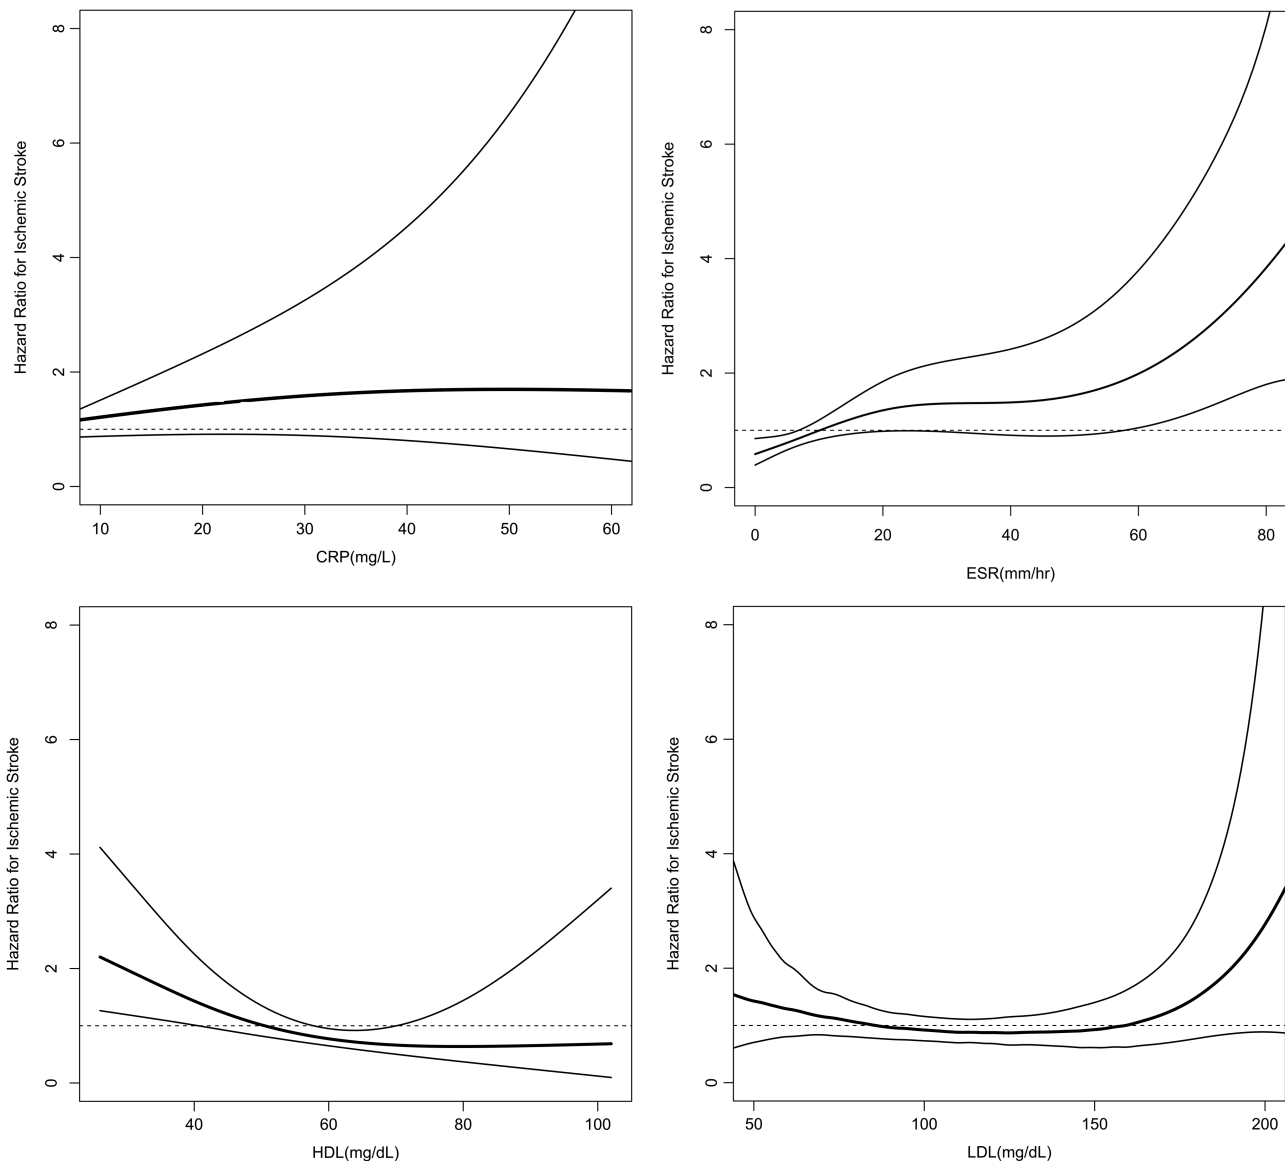 Hazard Ratio for Ischemic Stroke
8
6
4
2
0
10 20 30 40 50 60
CRP(mg/L)
Hazard Ratio for Ischemic Stroke
8
6
4
2
0
0 20 40 60 80
ESR(mm/hr)
Hazard Ratio for Ischemic Stroke
8
6
4
2
0
40 60 80 100
HDL(mg/dL)
Hazard Ratio for Ischemic Stroke
8
6
4
2
0
50 100 150 200
LDL(mg/dL)